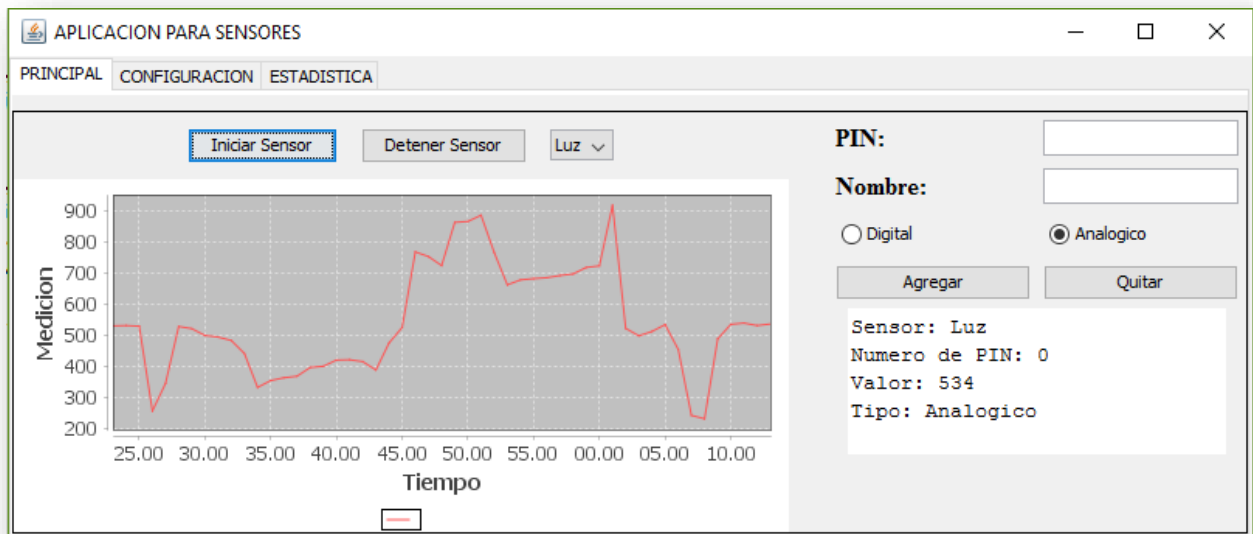 APLICACION PARA SENSORES
PRINCIPAL CONFIGURACION ESTADISTICA
Iniciar Sensor Detener Sensor Luz
PIN:
Nombre:
Digital Analogico
Agregar Quitar
Sensor: Luz
Numero de PIN: 0
Valor: 534
Tipo: Analogico
Medicion
900
800
700
600
500
400
300
200
25.00 30.00 35.00 40.00 45.00 50.00 55.00 00.00 05.00 10.00
Tiempo